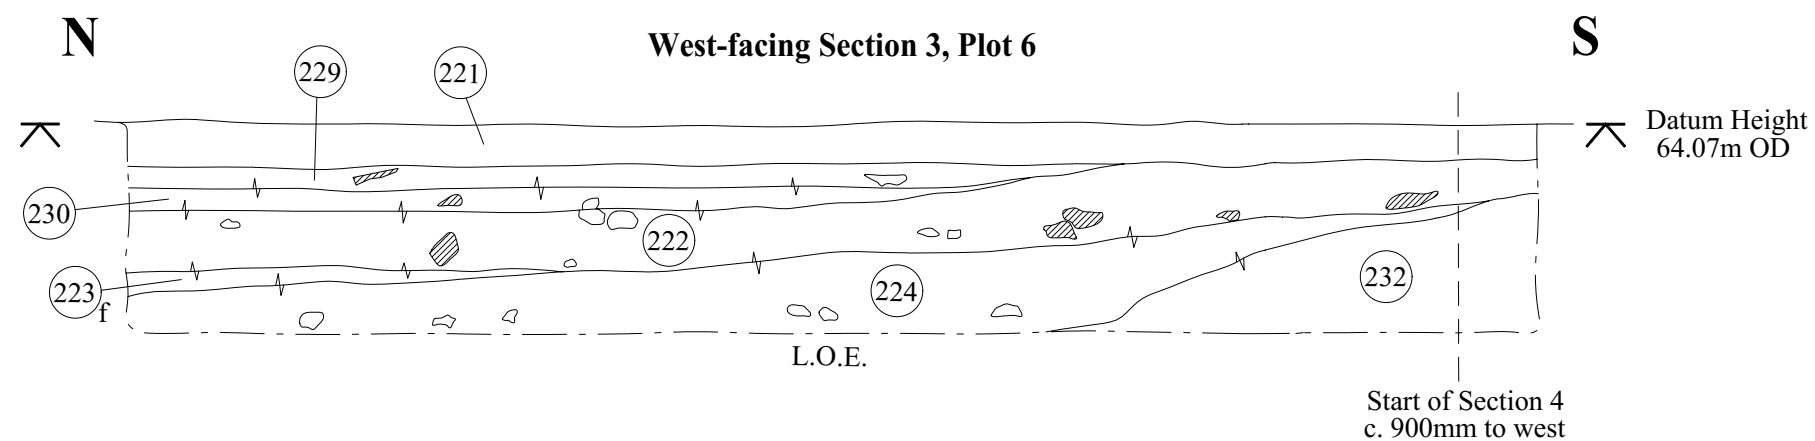 N
West-facing Section 3, Plot 6
S
229
221
Datum Height
64.07m OD
230
222
223
f
224
232
L.O.E.
Start of Section 4
c. 900mm to west